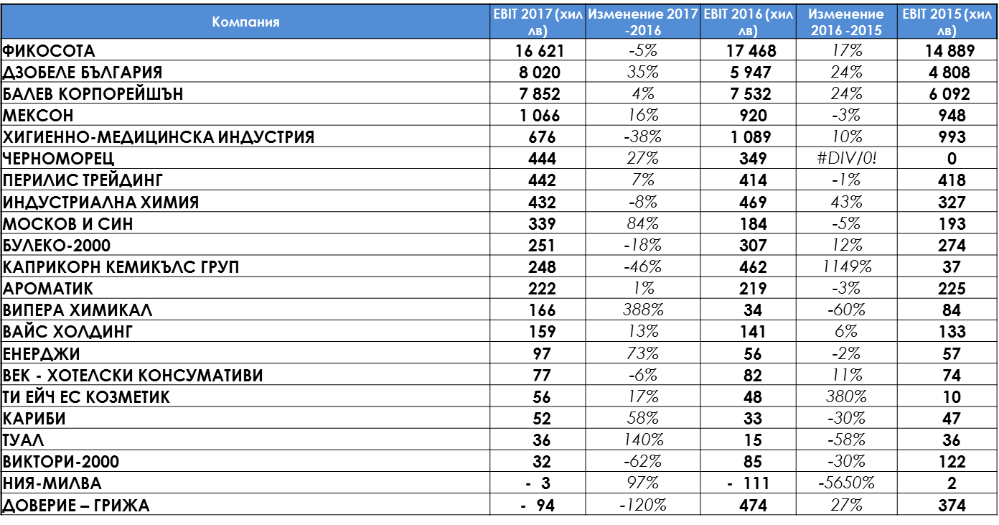 Компания EBIT 2017 (хил лв) Изменение 2017 -2016 EBIT 2016 (хил лв) Изменение 2016 -2015 EBIT 2015 (хил лв)
ФИКОСОТА 16 621 -5% 17 468 17% 14 889
ДЗОБЕЛЕ БЪЛГАРИЯ 8 020 35% 5 947 24% 4 808
БАЛЕВ КОРПОРЕЙШЪН 7 852 4% 7 532 24% 6 092
МЕКСОН 1 066 16% 920 -3% 948
ХИГИЕННО-МЕДИЦИНСКА ИНДУСТРИЯ 676 -38% 1 089 10% 993
ЧЕРНОМОРЕЦ 444 27% 349 #DIV/0! 0
ПЕРИЛИС ТРЕЙДИНГ 442 7% 414 -1% 418
ИНДУСТРИАЛНА ХИМИЯ 432 -8% 469 43% 327
МОСКОВ И СИН 339 84% 184 -5% 193
БУЛЕКО-2000 251 -18% 307 12% 274
КАПРИКОРН КЕМИКЪЛС ГРУП 248 -46% 462 1149% 37
АРОМАТИК 222 1% 219 -3% 225
ВИПЕРА ХИМИКАЛ 166 388% 34 -60% 84
ВАЙС ХОЛДИНГ 159 13% 141 6% 133
ЕНЕРДЖИ 97 73% 56 -2% 57
ВЕК - ХОТЕЛСКИ КОНСУМАТИВИ 77 -6% 82 11% 74
ТИ ЕЙЧ ЕС КОЗМЕТИК 56 17% 48 380% 10
КАРИБИ 52 58% 33 -30% 47
ТУАЛ 36 140% 15 -58% 36
ВИКТОРИ-2000 32 -62% 85 -30% 122
НИЯ-МИЛВА - 3 97% - 111 -5650% 2
ДОВЕРИЕ – ГРИЖА - 94 -120% 474 27% 374